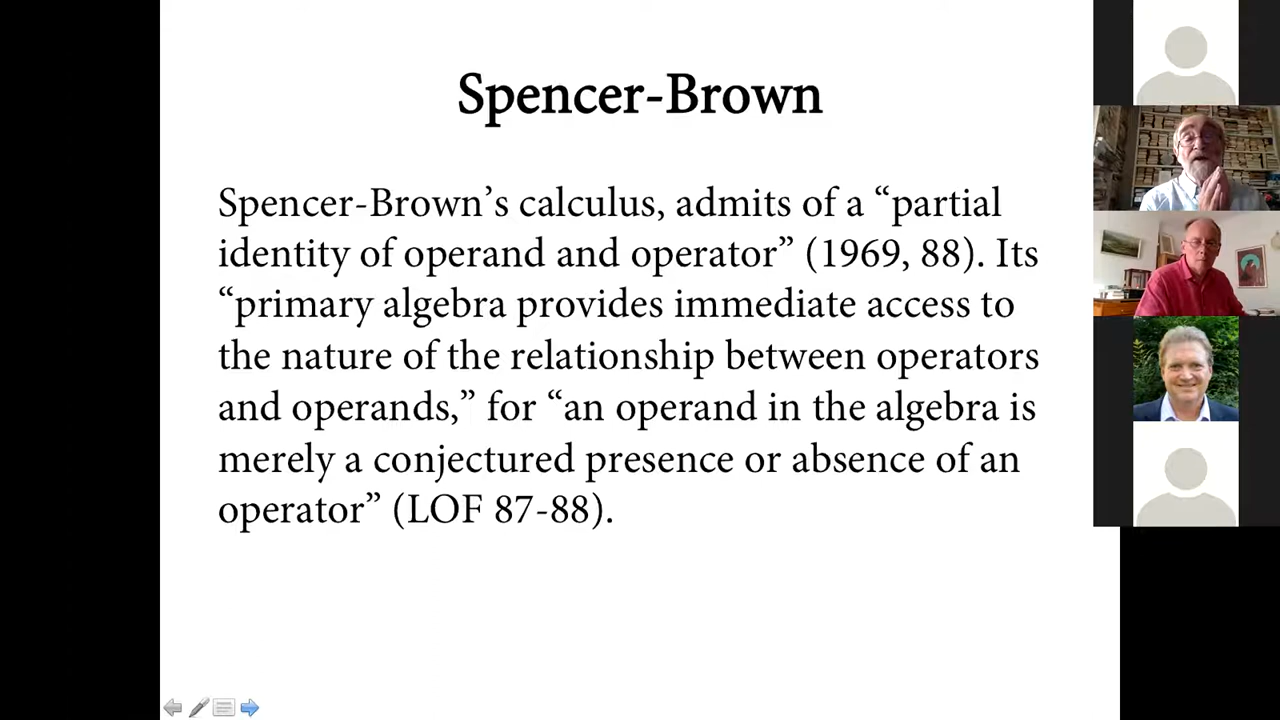 Spencer-Brown
Spencer-Brown’s calculus, admits of a “partial
identity of operand and operator” (1969, 88). Its
“primary algebra provides immediate access to
the nature of the relationship between operators
and operands,” for “an operand in the algebra is
merely a conjectured presence or absence of an
operator” (LOF 87-88).